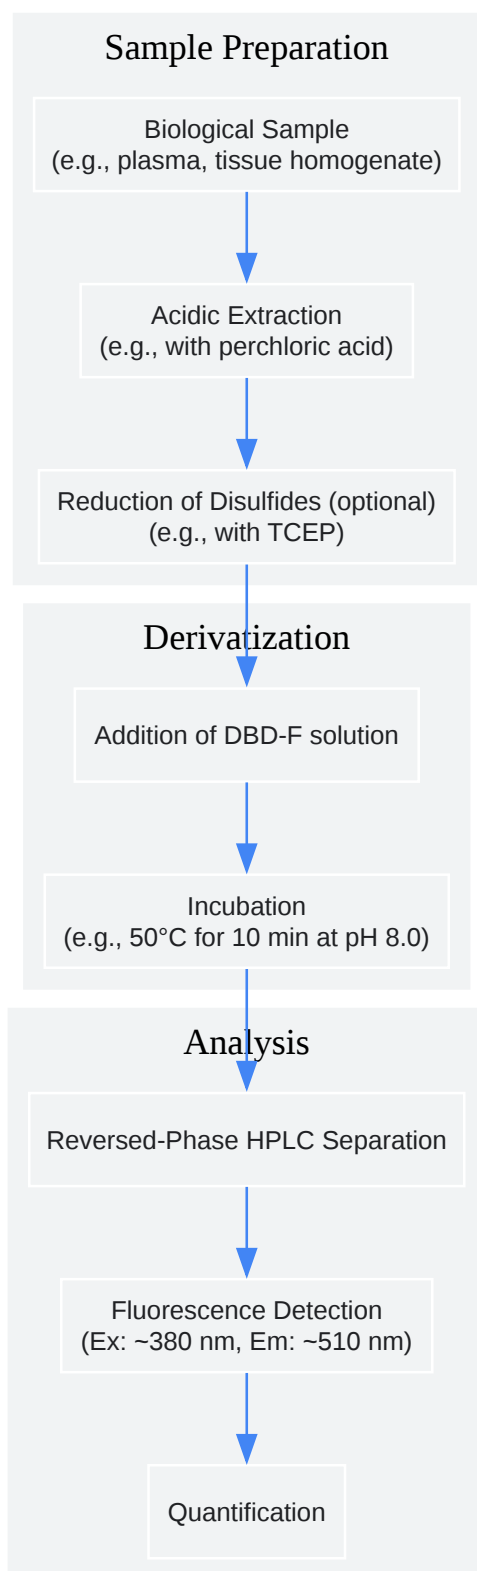 Sample Preparation
Biological Sample
(e.g., plasma, tissue homogenate)
Acidic Extraction
(e.g., with perchloric acid)
Reduction of Disulfides (optional)
(e.g., with TCEP)
Derivatization
Addition of DBD-F solution
Incubation
(e.g., 50°C for 10 min at pH 8.0)
Analysis
Reversed-Phase HPLC Separation
Fluorescence Detection
(Ex: ~380 nm, Em: ~510 nm)
Quantification